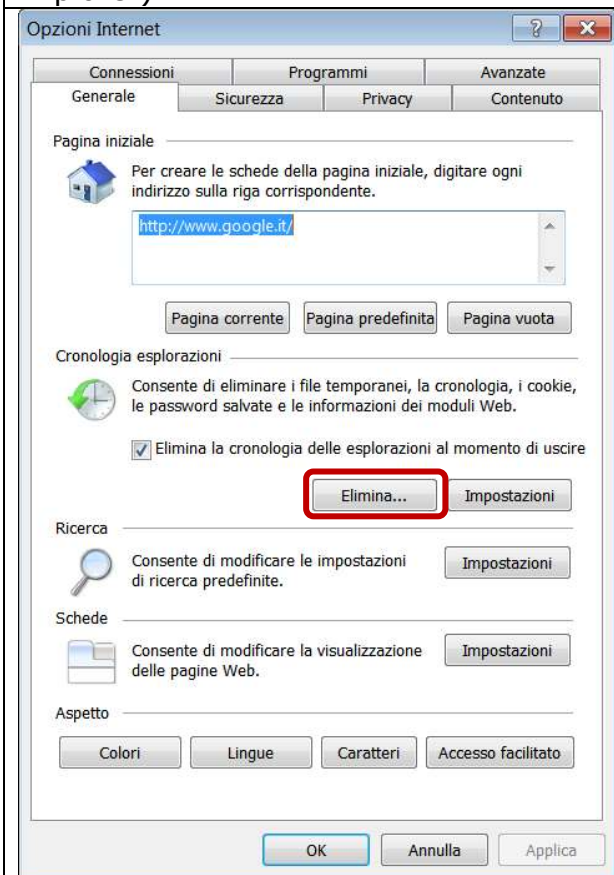 Opzioni Internet
Connessioni Programmi Avanzate
Generale Sicurezza Privacy Contenuto
Pagina iniziale
Per creare le schede della pagina iniziale, digitare ogni
indirizzo sulla riga corrispondente.
http://www.google.it/
Pagina corrente Pagina predefinita Pagina vuota
Cronologia esplorazioni
Consente di eliminare i file temporanei, la cronologia, i cookie,
le password salvate e le informazioni dei moduli Web.
Elimina la cronologia delle esplorazioni al momento di uscire
Elimina... Impostazioni
Ricerca
Consente di modificare le impostazioni
di ricerca predefinite.
Impostazioni
Schede
Consente di modificare la visualizzazione
delle pagine Web.
Impostazioni
Aspetto
Colori Lingue Caratteri Accesso facilitato
OK Annulla Applica